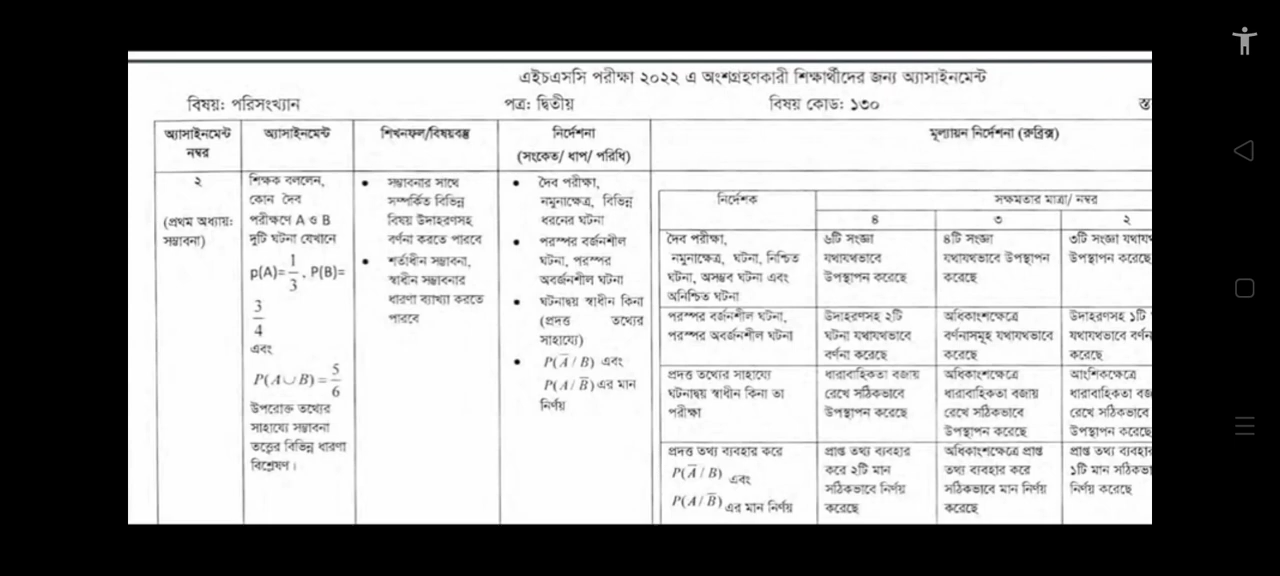 এইচএসসি পরীক্ষা ২০২২ এ অংশগ্রহণকারী শিক্ষার্থীদের জন্য অ্যাসাইনমেন্ট
বিষয়: পরিসংখ্যান পত্র: দ্বিতীয় বিষয় কোড: ১৩০
অ্যাসাইনমেন্ট
নম্বর
অ্যাসাইনমেন্ট
শিখনফল/বিষয়বস্তু
নির্দেশনা
(সংকেত/ ধাপ/ পরিধি)
মূল্যায়ন নির্দেশনা (রুব্রিক্স)
২
(প্রথম অধ্যায়:
সম্ভাবনা)
শিক্ষক বললেন,
কোন দৈব
পরীক্ষণে A ও B
দুটি ঘটনা যেখানে
p(A)=1/3, P(B)=
3/4
এবং
P(A∪B)=5/6
উপরোক্ত তথ্যের
সাহায্যে সম্ভাবনা
তত্ত্বের বিভিন্ন ধারণা
বিশ্লেষণ।
• সম্ভাবনার সাথে
সম্পর্কিত বিভিন্ন
বিষয় উদাহরণসহ
বর্ণনা করতে পারবে
• শর্তাধীন সম্ভাবনা,
স্বাধীন সম্ভাবনার
ধারণা ব্যাখ্যা করতে
পারবে
• দৈব পরীক্ষা,
নমুনাক্ষেত্র, বিভিন্ন
ধরনের ঘটনা
• পরস্পর বর্জনশীল
ঘটনা, পরস্পর
অবর্জনশীল ঘটনা
• ঘটনাদ্বয় স্বাধীন কিনা
(প্রদত্ত তথ্যের
সাহায্যে)
• P(A̅/B) এবং
P(A/B̅) এর মান
নির্ণয়
নির্দেশক
সক্ষমতার মাত্রা/ নম্বর
৪ ৩ ২
দৈব পরীক্ষা,
নমুনাক্ষেত্র, ঘটনা, নিশ্চিত
ঘটনা, অসম্ভব ঘটনা এবং
অনিশ্চিত ঘটনা
৬টি সংজ্ঞা
যথাযথভাবে
উপস্থাপন করেছে
৪টি সংজ্ঞা
যথাযথভাবে উপস্থাপন
করেছে
৩টি সংজ্ঞা
উপস্থাপন করেছে
পরস্পর বর্জনশীল ঘটনা,
পরস্পর অবর্জনশীল ঘটনা
উদাহরণসহ ২টি
ঘটনা যথাযথভাবে
বর্ণনা করেছে
অধিকাংশক্ষেত্রে
বর্ণনাসমূহ যথাযথভাবে
করেছে
উদাহরণসহ ১টি
যথাযথভাবে
করেছে
প্রদত্ত তথ্যের সাহায্যে
ঘটনাদ্বয় স্বাধীন কিনা তা
পরীক্ষা
ধারাবাহিকতা বজায়
রেখে সঠিকভাবে
উপস্থাপন করেছে
অধিকাংশক্ষেত্রে
ধারাবাহিকতা বজায়
রেখে সঠিকভাবে
উপস্থাপন করেছে
আংশিকক্ষেত্রে
ধারাবাহিকতা
রেখে সঠিকভাবে
উপস্থাপন করেছে
প্রদত্ত তথ্য ব্যবহার করে
P(A̅/B) এবং
P(A/B̅) এর মান নির্ণয়
প্রাপ্ত তথ্য ব্যবহার
করে ২টি মান
সঠিকভাবে নির্ণয়
করেছে
অধিকাংশক্ষেত্রে প্রাপ্ত
তথ্য ব্যবহার করে
সঠিকভাবে মান নির্ণয়
করেছে
প্রাপ্ত তথ্য
১টি মান
নির্ণয় করেছে